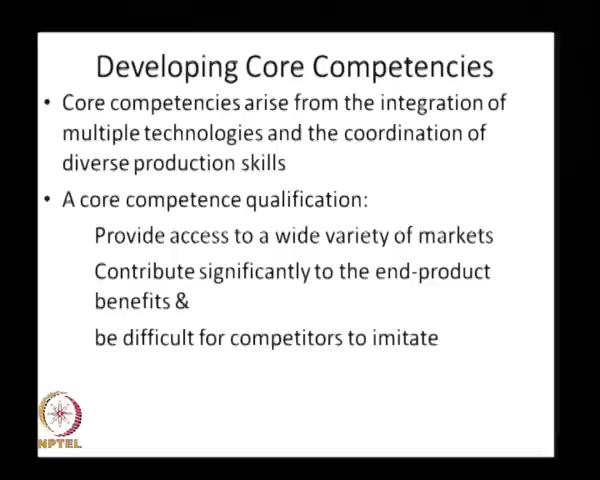 Developing Core Competencies
• Core competencies arise from the integration of
multiple technologies and the coordination of
diverse production skills
• A core competence qualification:
Provide access to a wide variety of markets
Contribute significantly to the end-product
benefits &
be difficult for competitors to imitate
NPTEL